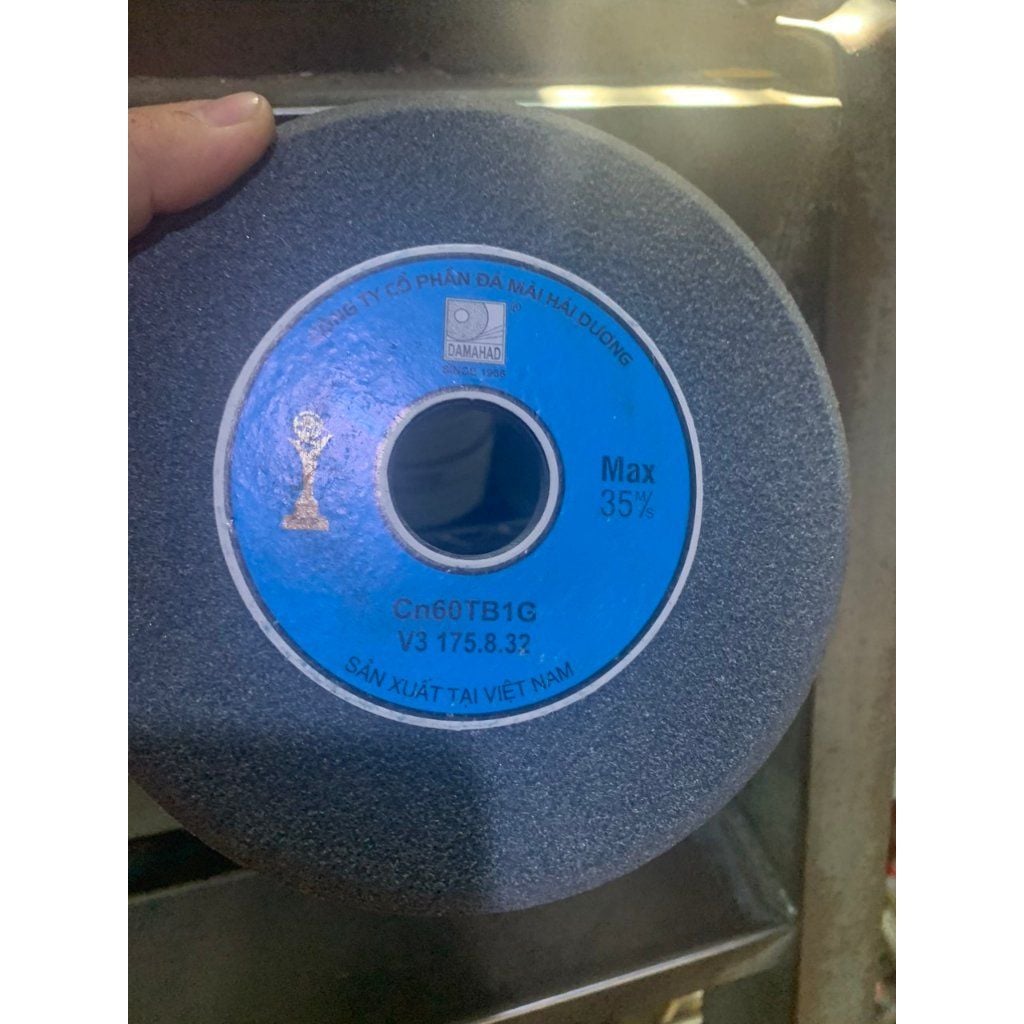 CÔNG TY CỔ PHẦN ĐÁ MÀI HẢI DƯƠNG
®
DAMAHAD
SINCE 1968
Max
35 M/S
Cn60TB1G
V3 175.8.32
SẢN XUẤT TẠI VIỆT NAM